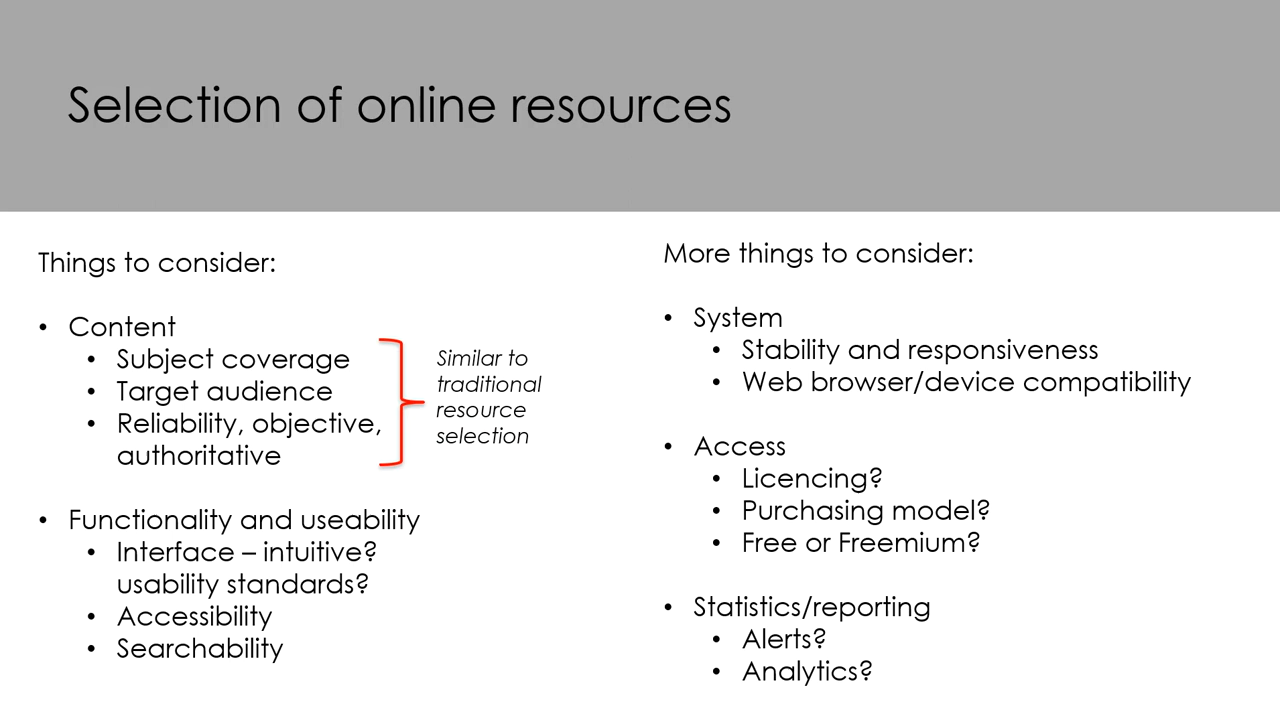 Selection of online resources
Things to consider:
• Content
• Subject coverage
• Target audience
• Reliability, objective,
authoritative
Similar to
traditional
resource
selection
• Functionality and useability
• Interface – intuitive?
usability standards?
• Accessibility
• Searchability
More things to consider:
• System
• Stability and responsiveness
• Web browser/device compatibility
• Access
• Licencing?
• Purchasing model?
• Free or Freemium?
• Statistics/reporting
• Alerts?
• Analytics?